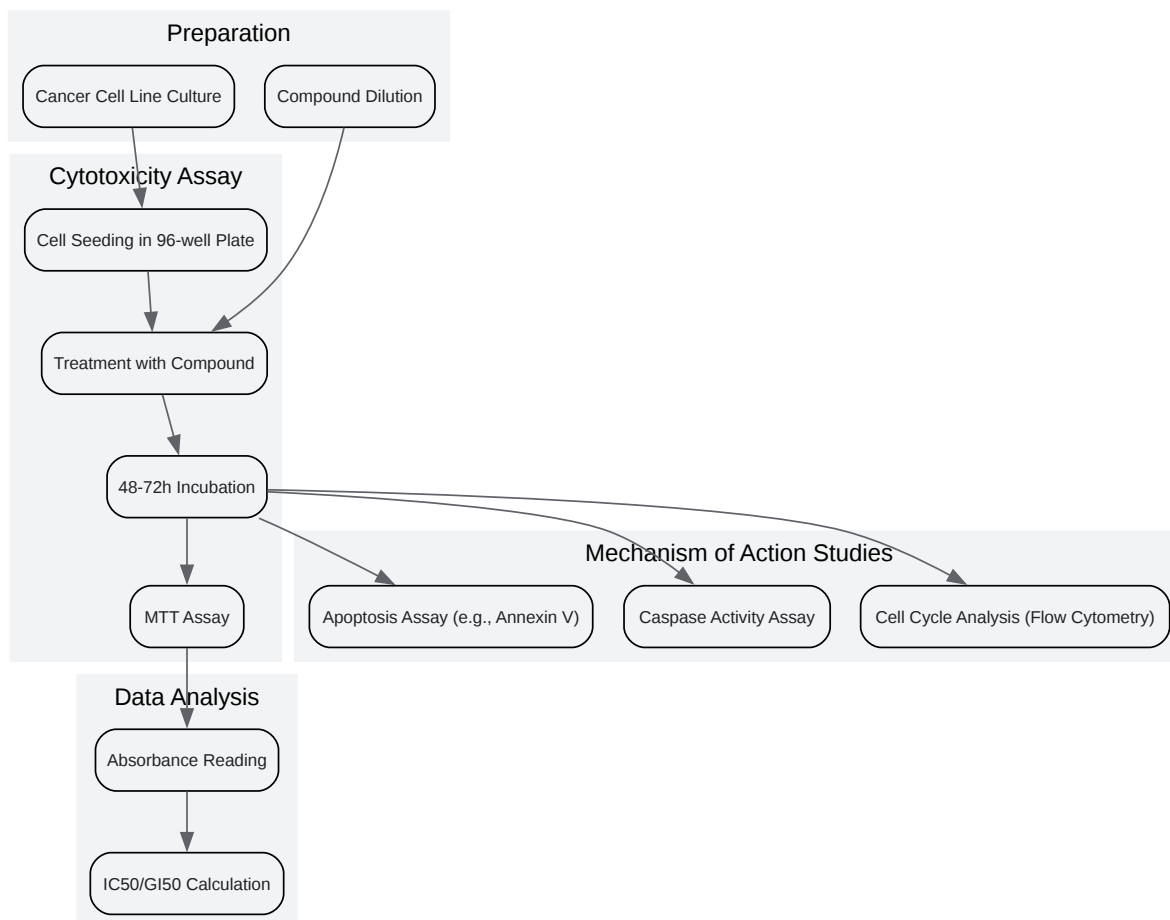 Preparation
Cancer Cell Line Culture
Compound Dilution
Cytotoxicity Assay
Cell Seeding in 96-well Plate
Treatment with Compound
48-72h Incubation
Mechanism of Action Studies
MTT Assay
Apoptosis Assay (e.g., Annexin V)
Caspase Activity Assay
Cell Cycle Analysis (Flow Cytometry)
Data Analysis
Absorbance Reading
IC50/GI50 Calculation